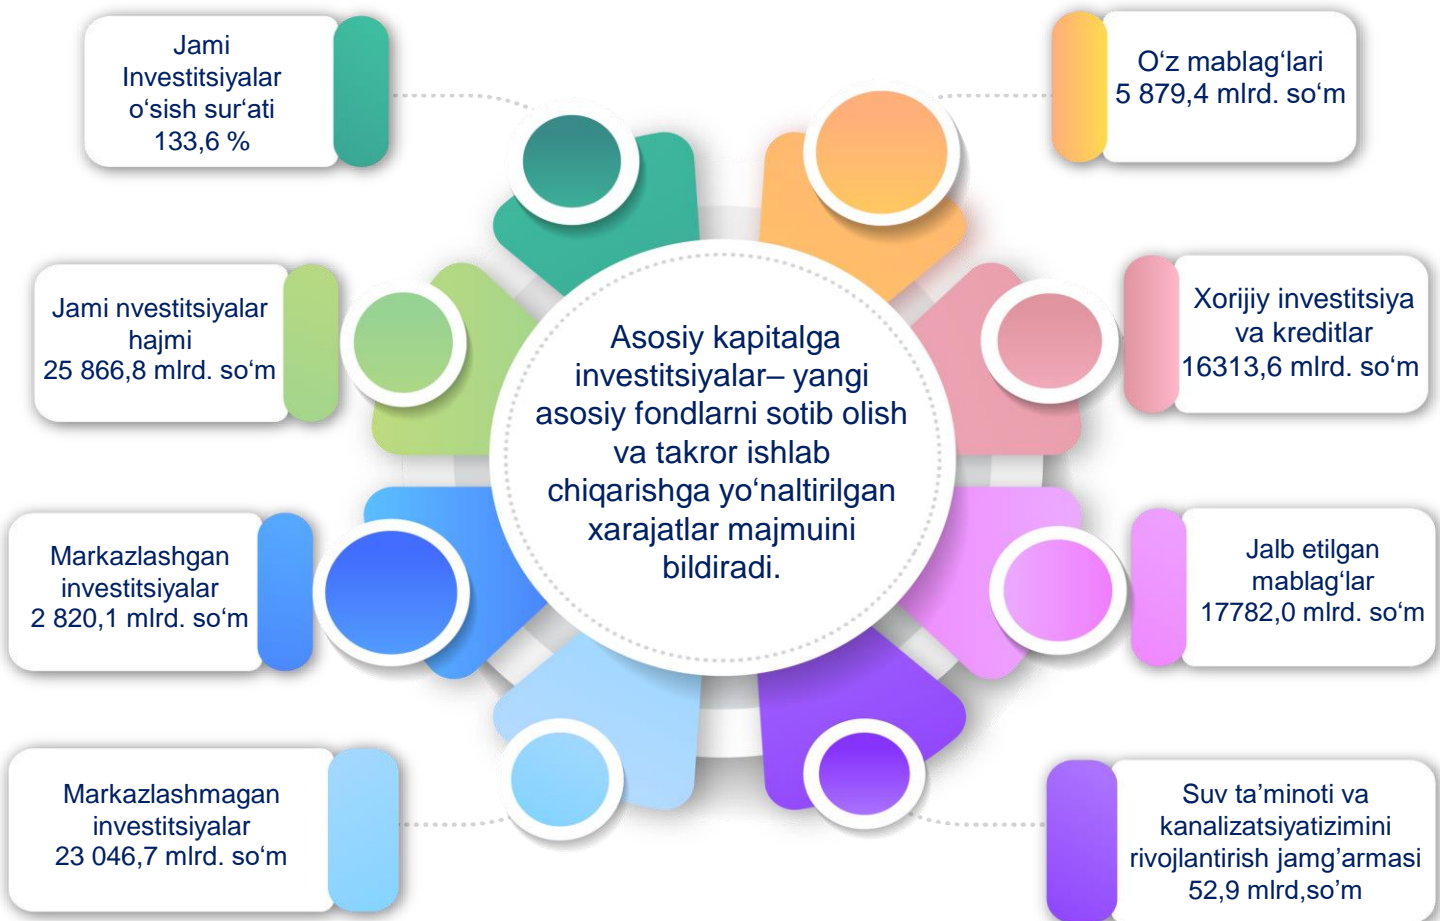 Jami
Investitsiyalar
o‘sish sur‘ati
133,6 %
O‘z mablag‘lari
5 879,4 mlrd. so‘m
Jami nvestitsiyalar
hajmi
25 866,8 mlrd. so‘m
Xorijiy investitsiya
va kreditlar
16313,6 mlrd. so‘m
Asosiy kapitalga
investitsiyalar– yangi
asosiy fondlarni sotib olish
va takror ishlab
chiqarishga yo‘naltirilgan
xarajatlar majmuini
bildiradi.
Markazlashgan
investitsiyalar
2 820,1 mlrd. so‘m
Jalb etilgan
mablag‘lar
17782,0 mlrd. so‘m
Markazlashmagan
investitsiyalar
23 046,7 mlrd. so‘m
Suv ta’minoti va
kanalizatsiyatizimini
rivojlantirish jamg‘armasi
52,9 mlrd,so’m